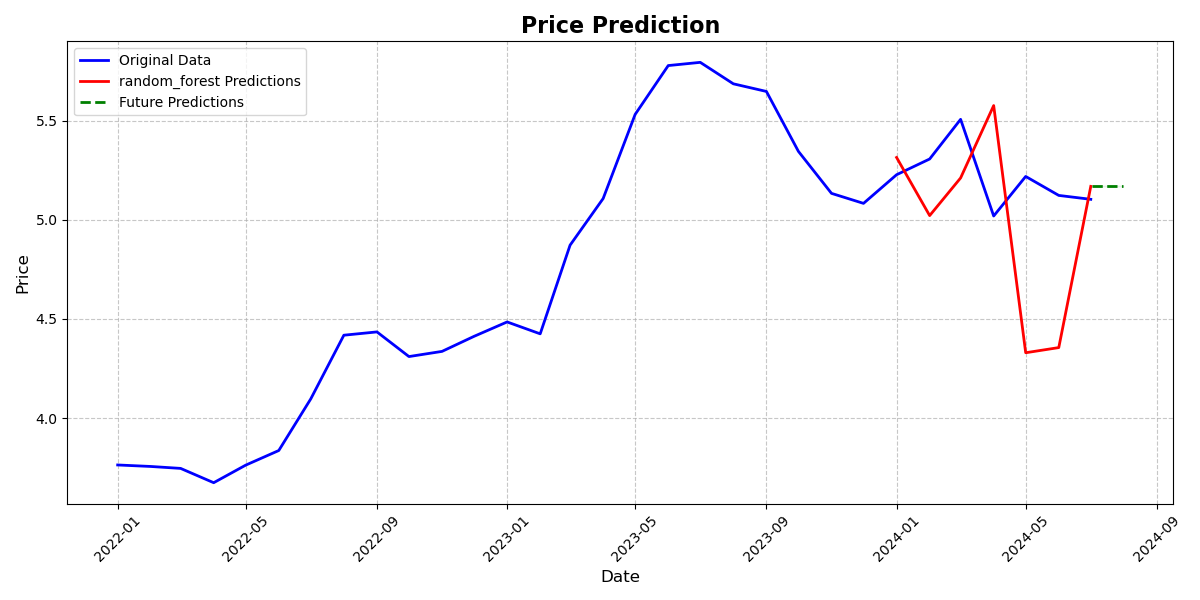 Price Prediction
Original Data
random_forest Predictions
Future Predictions
Price
5.5
5.0
4.5
4.0
2022-01
2022-05
2022-09
2023-01
2023-05
2023-09
2024-01
2024-05
2024-09
Date